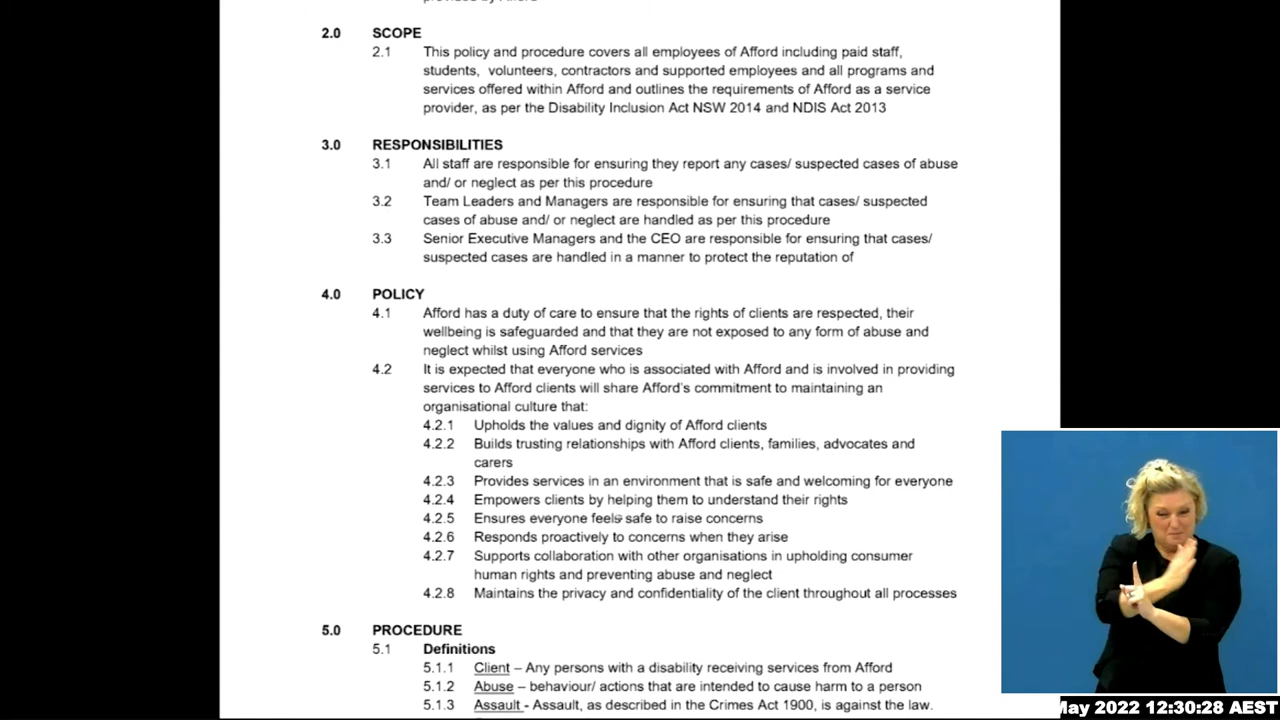 2.0 SCOPE
2.1 This policy and procedure covers all employees of Afford including paid staff,
students, volunteers, contractors and supported employees and all programs and
services offered within Afford and outlines the requirements of Afford as a service
provider, as per the Disability Inclusion Act NSW 2014 and NDIS Act 2013
3.0 RESPONSIBILITIES
3.1 All staff are responsible for ensuring they report any cases/ suspected cases of abuse
and/ or neglect as per this procedure
3.2 Team Leaders and Managers are responsible for ensuring that cases/ suspected
cases of abuse and/ or neglect are handled as per this procedure
3.3 Senior Executive Managers and the CEO are responsible for ensuring that cases/
suspected cases are handled in a manner to protect the reputation of
4.0 POLICY
4.1 Afford has a duty of care to ensure that the rights of clients are respected, their
wellbeing is safeguarded and that they are not exposed to any form of abuse and
neglect whilst using Afford services
4.2 It is expected that everyone who is associated with Afford and is involved in providing
services to Afford clients will share Afford's commitment to maintaining an
organisational culture that:
4.2.1 Upholds the values and dignity of Afford clients
4.2.2 Builds trusting relationships with Afford clients, families, advocates and
carers
4.2.3 Provides services in an environment that is safe and welcoming for everyone
4.2.4 Empowers clients by helping them to understand their rights
4.2.5 Ensures everyone feels safe to raise concerns
4.2.6 Responds proactively to concerns when they arise
4.2.7 Supports collaboration with other organisations in upholding consumer
human rights and preventing abuse and neglect
4.2.8 Maintains the privacy and confidentiality of the client throughout all processes
5.0 PROCEDURE
5.1 Definitions
5.1.1 Client – Any persons with a disability receiving services from Afford
5.1.2 Abuse – behaviour/ actions that are intended to cause harm to a person
5.1.3 Assault - Assault, as described in the Crimes Act 1900, is against the law.
May 2022 12:30:28 AEST